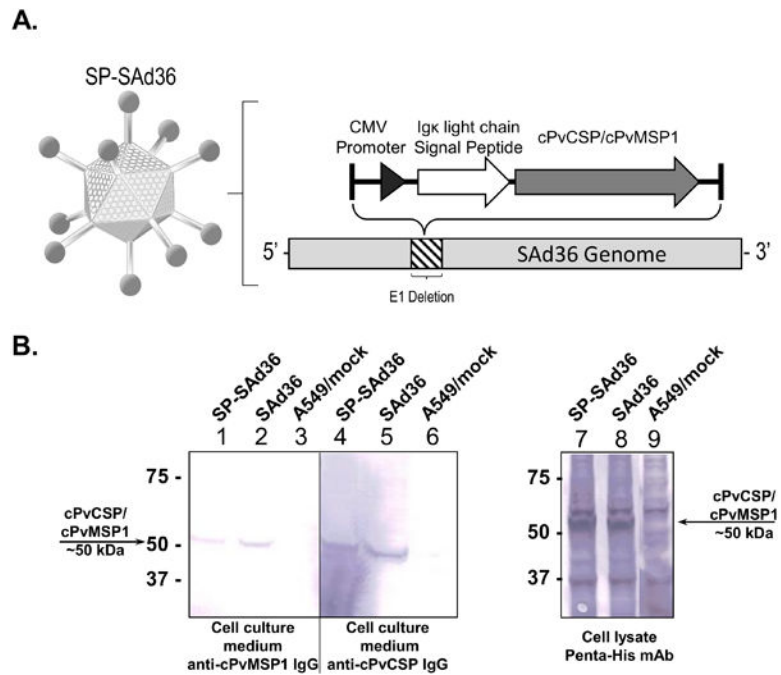 A.
SP-SAd36
CMV
Promoter
Igκ light chain
Signal Peptide
cPvCSP/cPvMSP1
5'
SAd36 Genome
3'
E1 Deletion
B.
SP-SAd36
SAd36
A549/mock
SP-SAd36
SAd36
A549/mock
1 2 3 4 5 6
75 -
50 -
37 -
cPvCSP/
cPvMSP1
~50 kDa
Cell culture
medium
anti-cPvMSP1 IgG
Cell culture
medium
anti-cPvCSP IgG
SP-SAd36
SAd36
A549/mock
7 8 9
75 -
50 -
37 -
cPvCSP/
cPvMSP1
~50 kDa
Cell lysate
Penta-His mAb